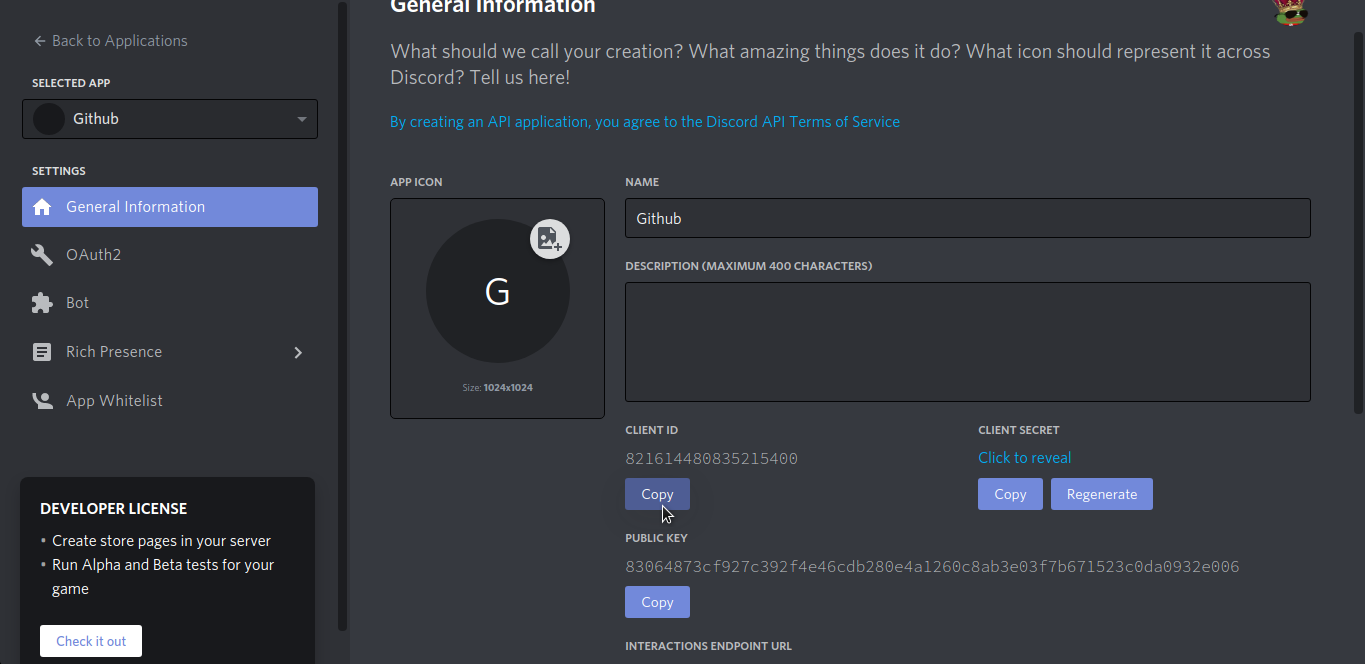 ← Back to Applications
SELECTED APP
Github
SETTINGS
General Information
OAuth2
Bot
Rich Presence
App Whitelist
DEVELOPER LICENSE
• Create store pages in your server
• Run Alpha and Beta tests for your
game
Check it out
General Information
What should we call your creation? What amazing things does it do? What icon should represent it across
Discord? Tell us here!
By creating an API application, you agree to the Discord API Terms of Service
APP ICON
G
Size: 1024x1024
NAME
Github
DESCRIPTION (MAXIMUM 400 CHARACTERS)
CLIENT ID
821614480835215400
Copy
CLIENT SECRET
Click to reveal
Copy Regenerate
PUBLIC KEY
83064873cf927c392f4e46cdb280e4a1260c8ab3e03f7b671523c0da0932e006
Copy
INTERACTIONS ENDPOINT URL